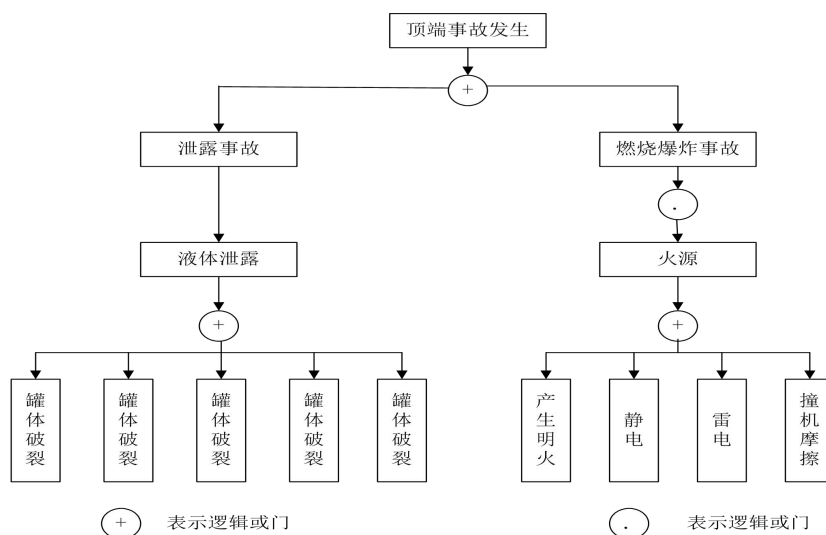 顶端事故发生
+
泄露事故
燃烧爆炸事故
.
液体泄露
火源
+
+
罐体破裂
罐体破裂
罐体破裂
罐体破裂
罐体破裂
产生明火
静电
雷电
撞机摩擦
+ 表示逻辑或门
. 表示逻辑或门